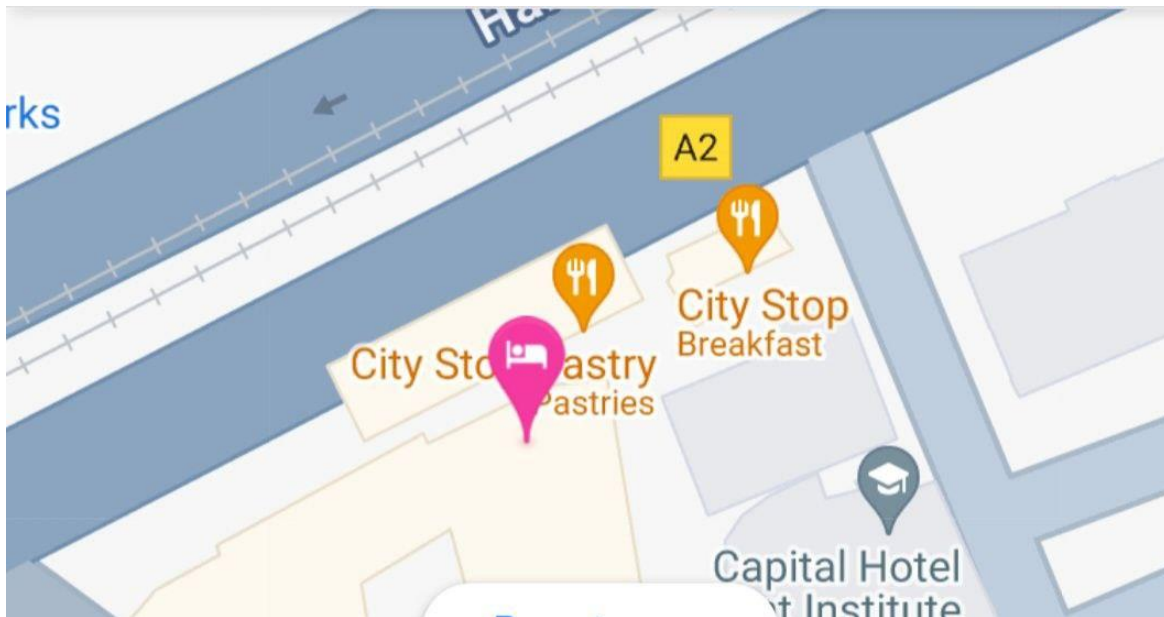 rks
A2
City Stop
Breakfast
City Sto astry
Pastries
Capital Hotel
Institute